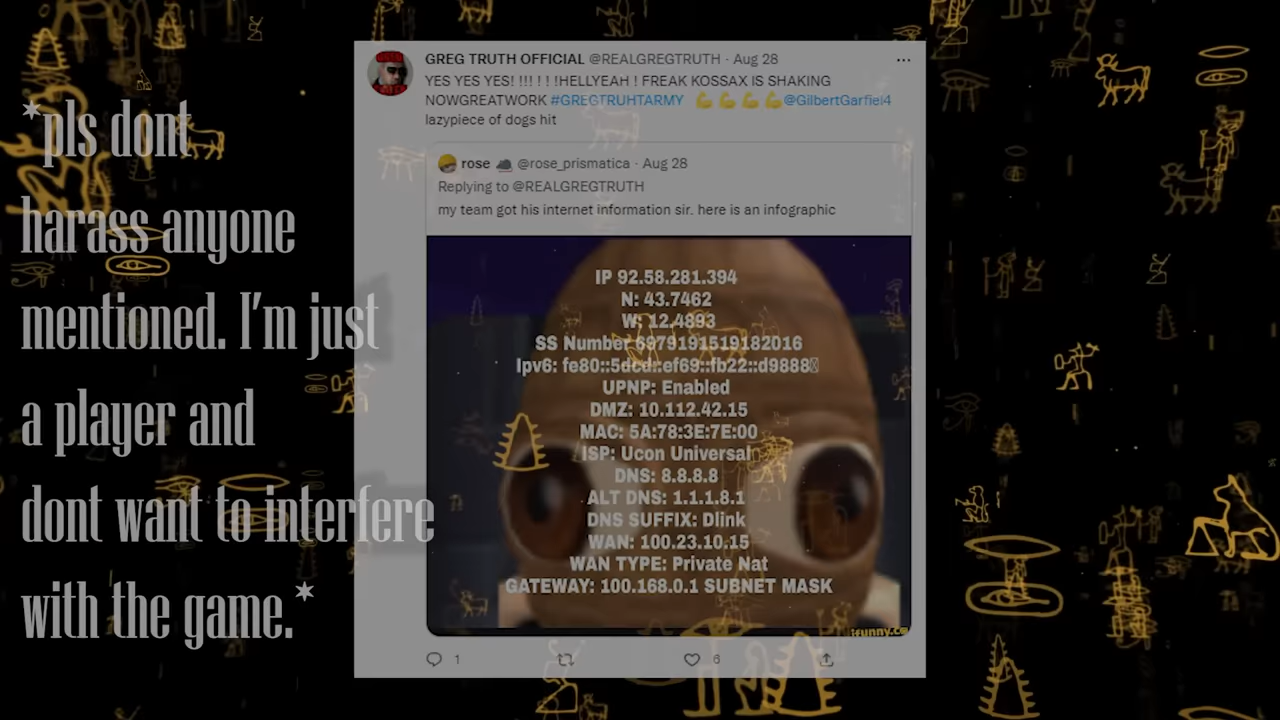 *pls dont
harass anyone
mentioned. I'm just
a player and
dont want to interfere
with the game.*
GREG TRUTH OFFICIAL @REALGREGTRUTH · Aug 28
YES YES YES! !!! ! ! !HELLYEAH ! FREAK KOSSAX IS SHAKING
NOWGREATWORK #GREGTRUHTARMY 💪💪💪💪@GilbertGarfiel4
lazypiece of dogs hit
rose @rose_prismatica · Aug 28
Replying to @REALGREGTRUTH
my team got his internet information sir. here is an infographic
IP 92.58.281.394
N: 43.7462
W: 12.4893
SS Number 6979191519182016
Ipv6: fe80::5dcd::ef69::fb22::d9888
UPNP: Enabled
DMZ: 10.112.42.15
MAC: 5A:78:3E:7E:00
ISP: Ucon Universal
DNS: 8.8.8.8
ALT DNS: 1.1.1.8.1
DNS SUFFIX: Dlink
WAN: 100.23.10.15
WAN TYPE: Private Nat
GATEWAY: 100.168.0.1 SUBNET MASK
ifunny.co
1
6